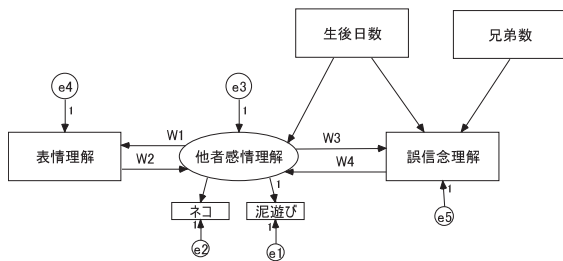 生後日数
兄弟数
e4
e3
1
1
表情理解
W1
W2
他者感情理解
W3
W4
誤信念理解
1
1
ネコ
泥遊び
1
1
e2
e1
e5